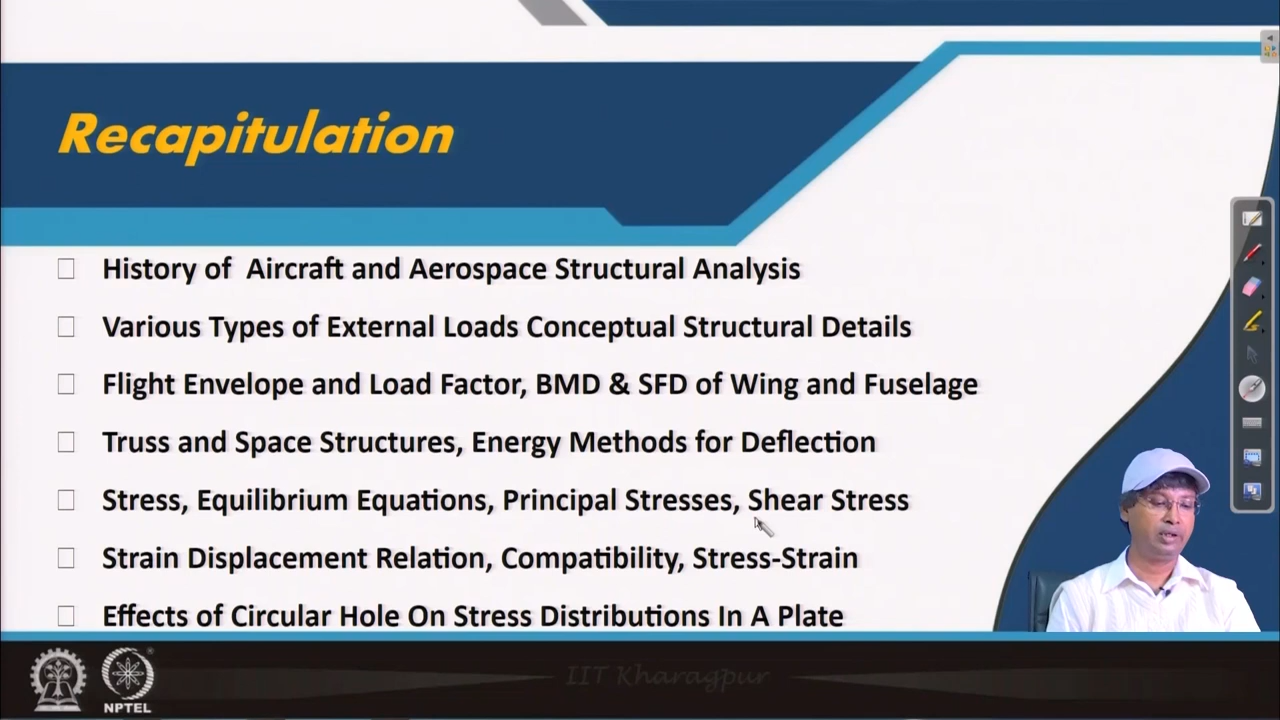 Recapitulation
History of Aircraft and Aerospace Structural Analysis
Various Types of External Loads Conceptual Structural Details
Flight Envelope and Load Factor, BMD & SFD of Wing and Fuselage
Truss and Space Structures, Energy Methods for Deflection
Stress, Equilibrium Equations, Principal Stresses, Shear Stress
Strain Displacement Relation, Compatibility, Stress-Strain
Effects of Circular Hole On Stress Distributions In A Plate
IIT Kharagpur
NPTEL